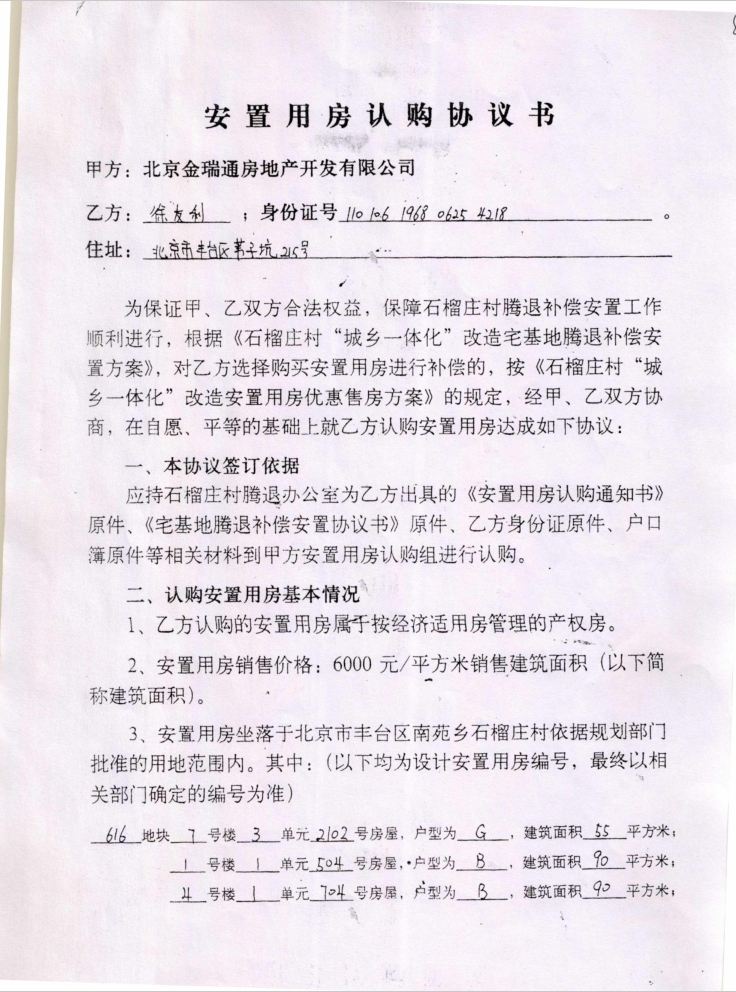 安置用房认购协议书
甲方：北京金瑞通房地产开发有限公司
乙方：徐友利；身份证号110106 1968 0625 4218。
住址：北京市丰台区苇子坑215号
为保证甲、乙双方合法权益，保障石榴庄村腾退补偿安置工作
顺利进行，根据《石榴庄村“城乡一体化”改造宅基地腾退补偿安
置方案》，对乙方选择购买安置用房进行补偿的，按《石榴庄村“城
乡一体化”改造安置用房优惠售房方案》的规定，经甲、乙双方协
商，在自愿、平等的基础上就乙方认购安置用房达成如下协议：
一、本协议签订依据
应持石榴庄村腾退办公室为乙方出具的《安置用房认购通知书》
原件、《宅基地腾退补偿安置协议书》原件、乙方身份证原件、户口
簿原件等相关材料到甲方安置用房认购组进行认购。
二、认购安置用房基本情况
1、乙方认购的安置用房属于按经济适用房管理的产权房。
2、安置用房销售价格：6000 元/平方米销售建筑面积（以下简
称建筑面积）。
3、安置用房坐落于北京市丰台区南苑乡石榴庄村依据规划部门
批准的用地范围内。其中：（以下均为设计安置用房编号，最终以相
关部门确定的编号为准）
616 地块 7 号楼 3 单元 2102 号房屋，户型为 G ，建筑面积 55 平方米；
1 号楼 1 单元 504 号房屋，户型为 B ，建筑面积 90 平方米；
4 号楼 1 单元 704 号房屋，户型为 B ，建筑面积 90 平方米；